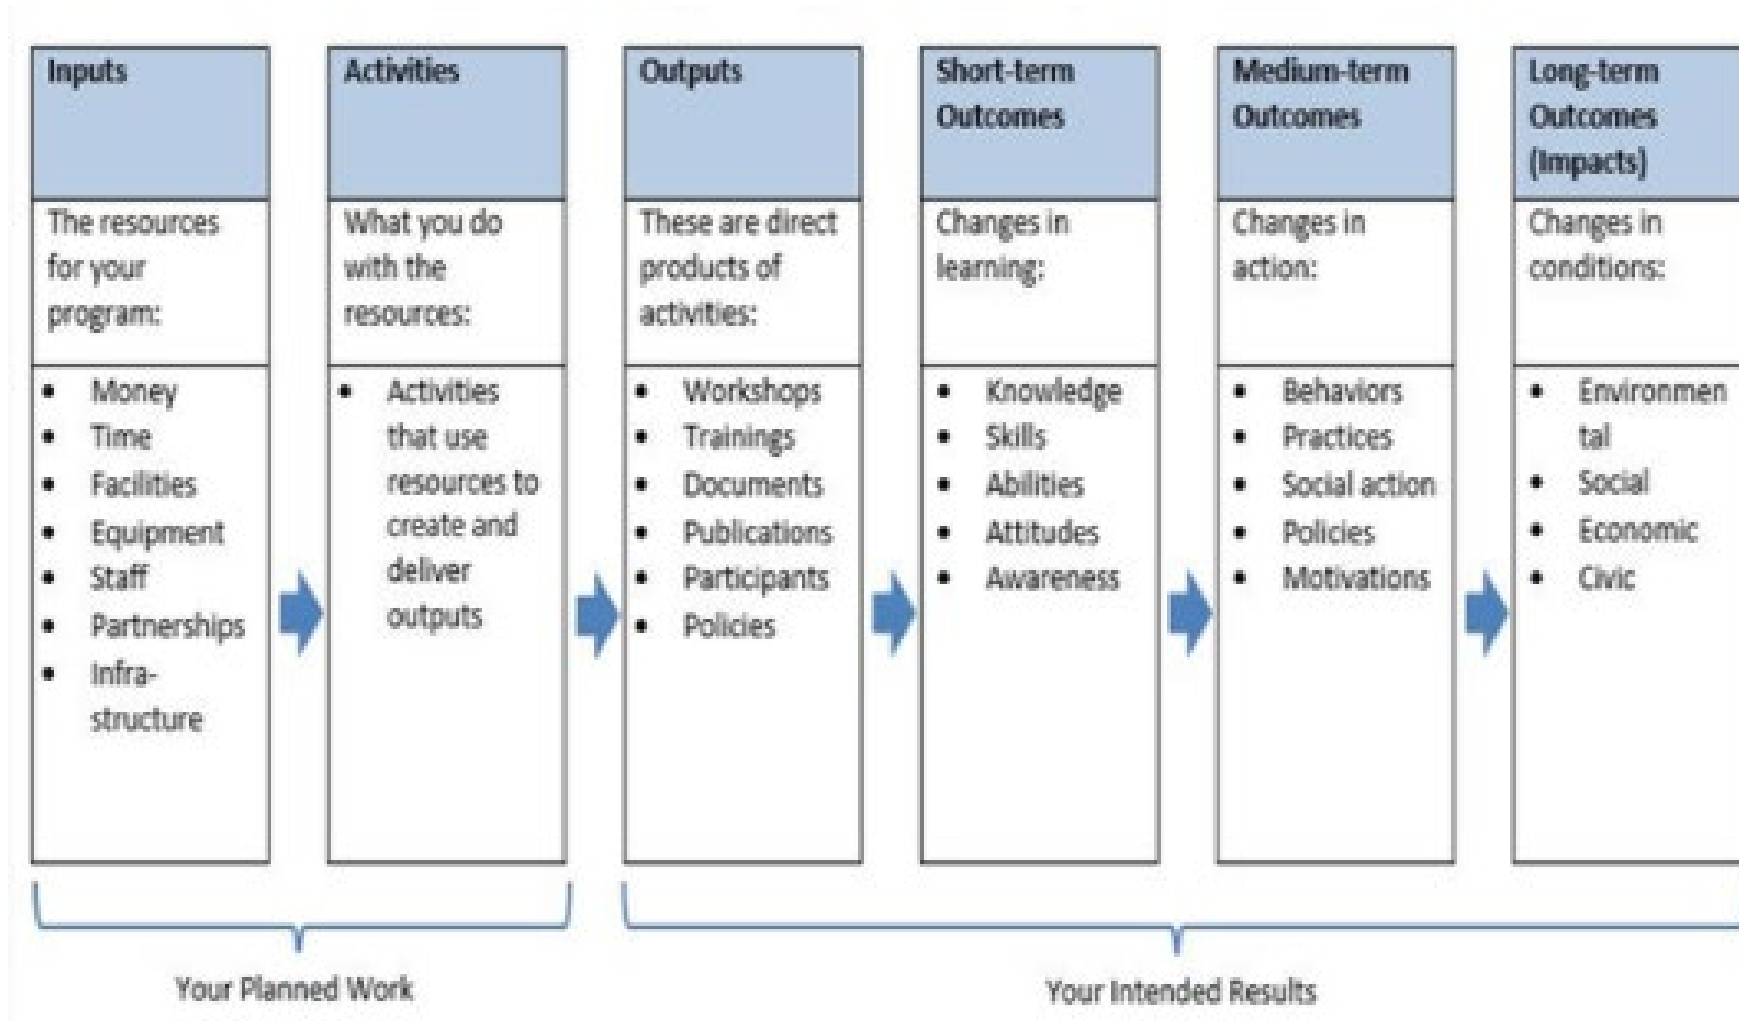 Inputs
The resources
for your
program:
• Money
• Time
• Facilities
• Equipment
• Staff
• Partnerships
• Infra-
structure
Activities
What you do
with the
resources:
• Activities
that use
resources to
create and
deliver
outputs
Outputs
These are direct
products of
activities:
• Workshops
• Trainings
• Documents
• Publications
• Participants
• Policies
Short-term
Outcomes
Changes in
learning:
• Knowledge
• Skills
• Abilities
• Attitudes
• Awareness
Medium-term
Outcomes
Changes in
action:
• Behaviors
• Practices
• Social action
• Policies
• Motivations
Long-term
Outcomes
(Impacts)
Changes in
conditions:
• Environmen
tal
• Social
• Economic
• Civic
Your Planned Work
Your Intended Results